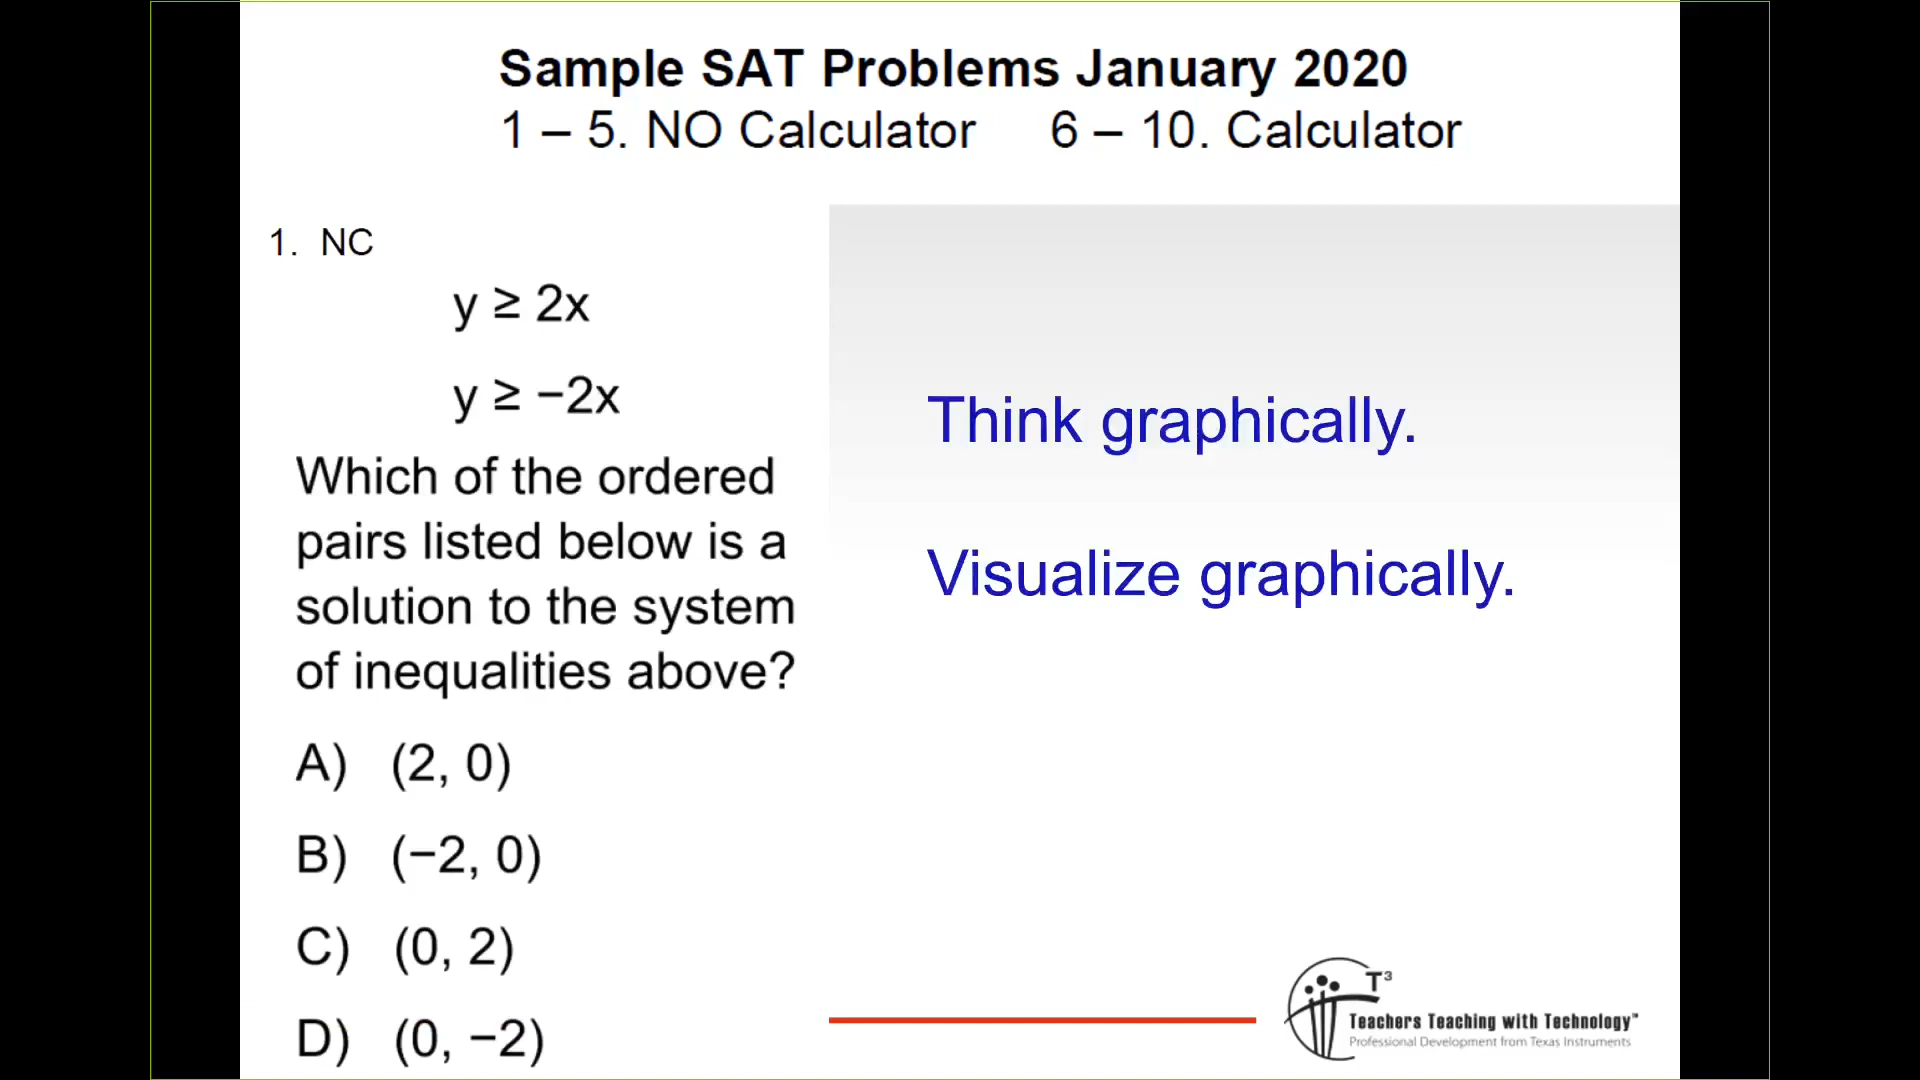 Sample SAT Problems January 2020
1 – 5. NO Calculator 6 – 10. Calculator
1. NC
y ≥ 2x
y ≥ −2x
Which of the ordered
pairs listed below is a
solution to the system
of inequalities above?
A) (2, 0)
B) (−2, 0)
C) (0, 2)
D) (0, −2)
Think graphically.
Visualize graphically.
T³
Teachers Teaching with Technology™
Professional Development from Texas Instruments